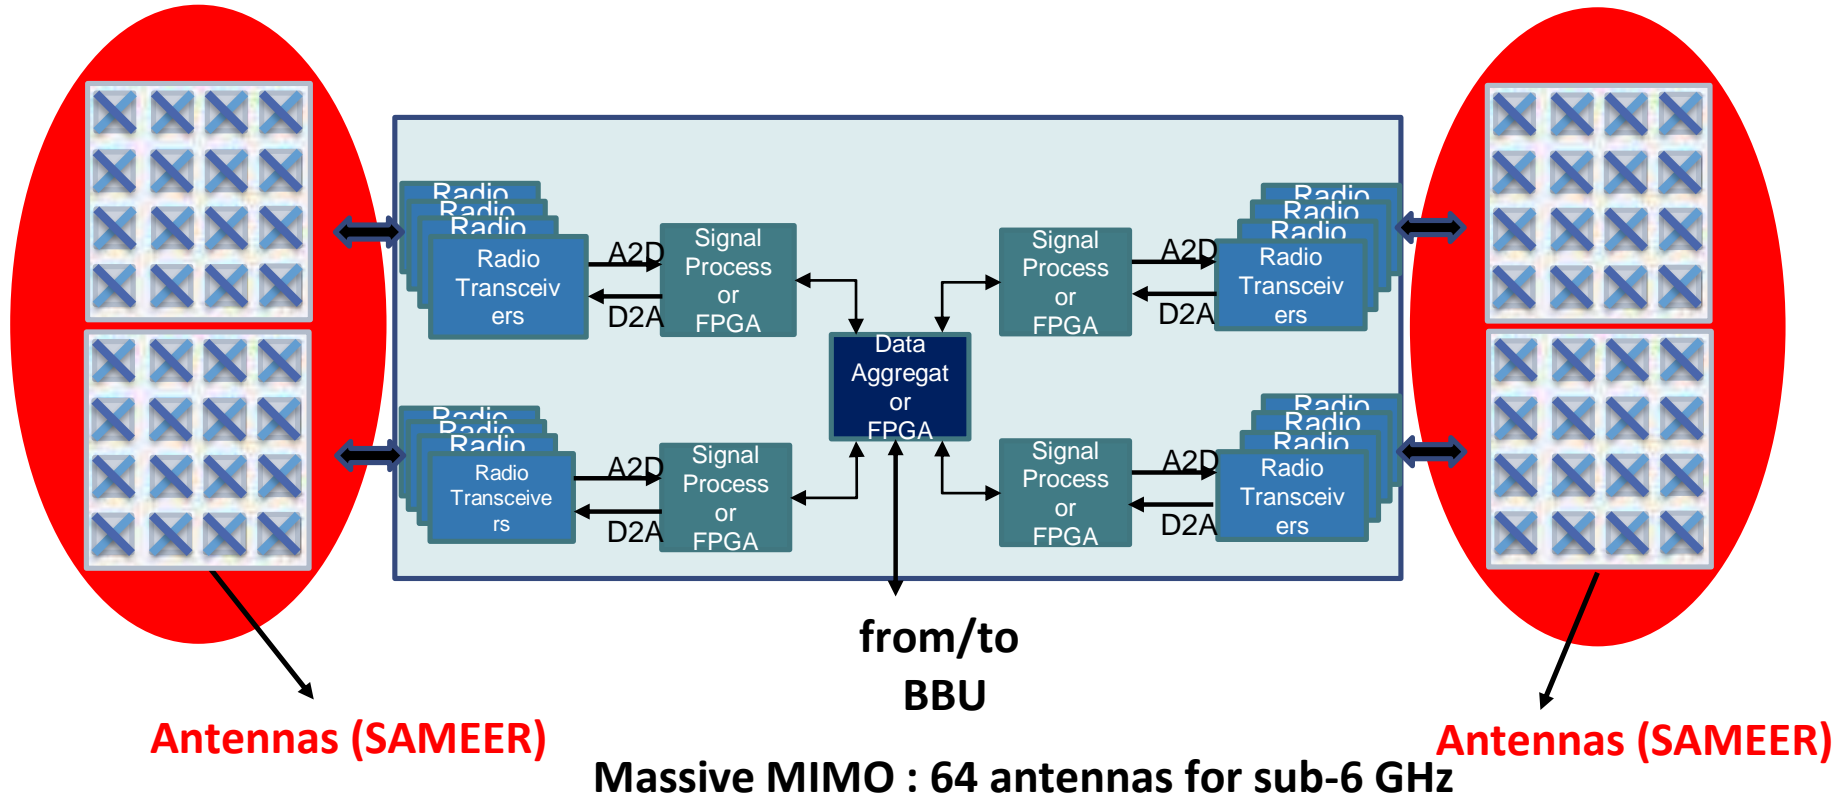 Radio
Radio
Radio
Radio
Transceiv
ers
A2D
D2A
Signal
Process
or
FPGA
Data
Aggregat
or
FPGA
Signal
Process
or
FPGA
A2D
D2A
Radio
Radio
Radio
Radio
Transceiv
ers
Radio
Radio
Radio
Radio
Transceive
rs
A2D
D2A
Signal
Process
or
FPGA
Signal
Process
or
FPGA
A2D
D2A
Radio
Radio
Radio
Radio
Transceiv
ers
from/to
BBU
Antennas (SAMEER)
Antennas (SAMEER)
Massive MIMO : 64 antennas for sub-6 GHz